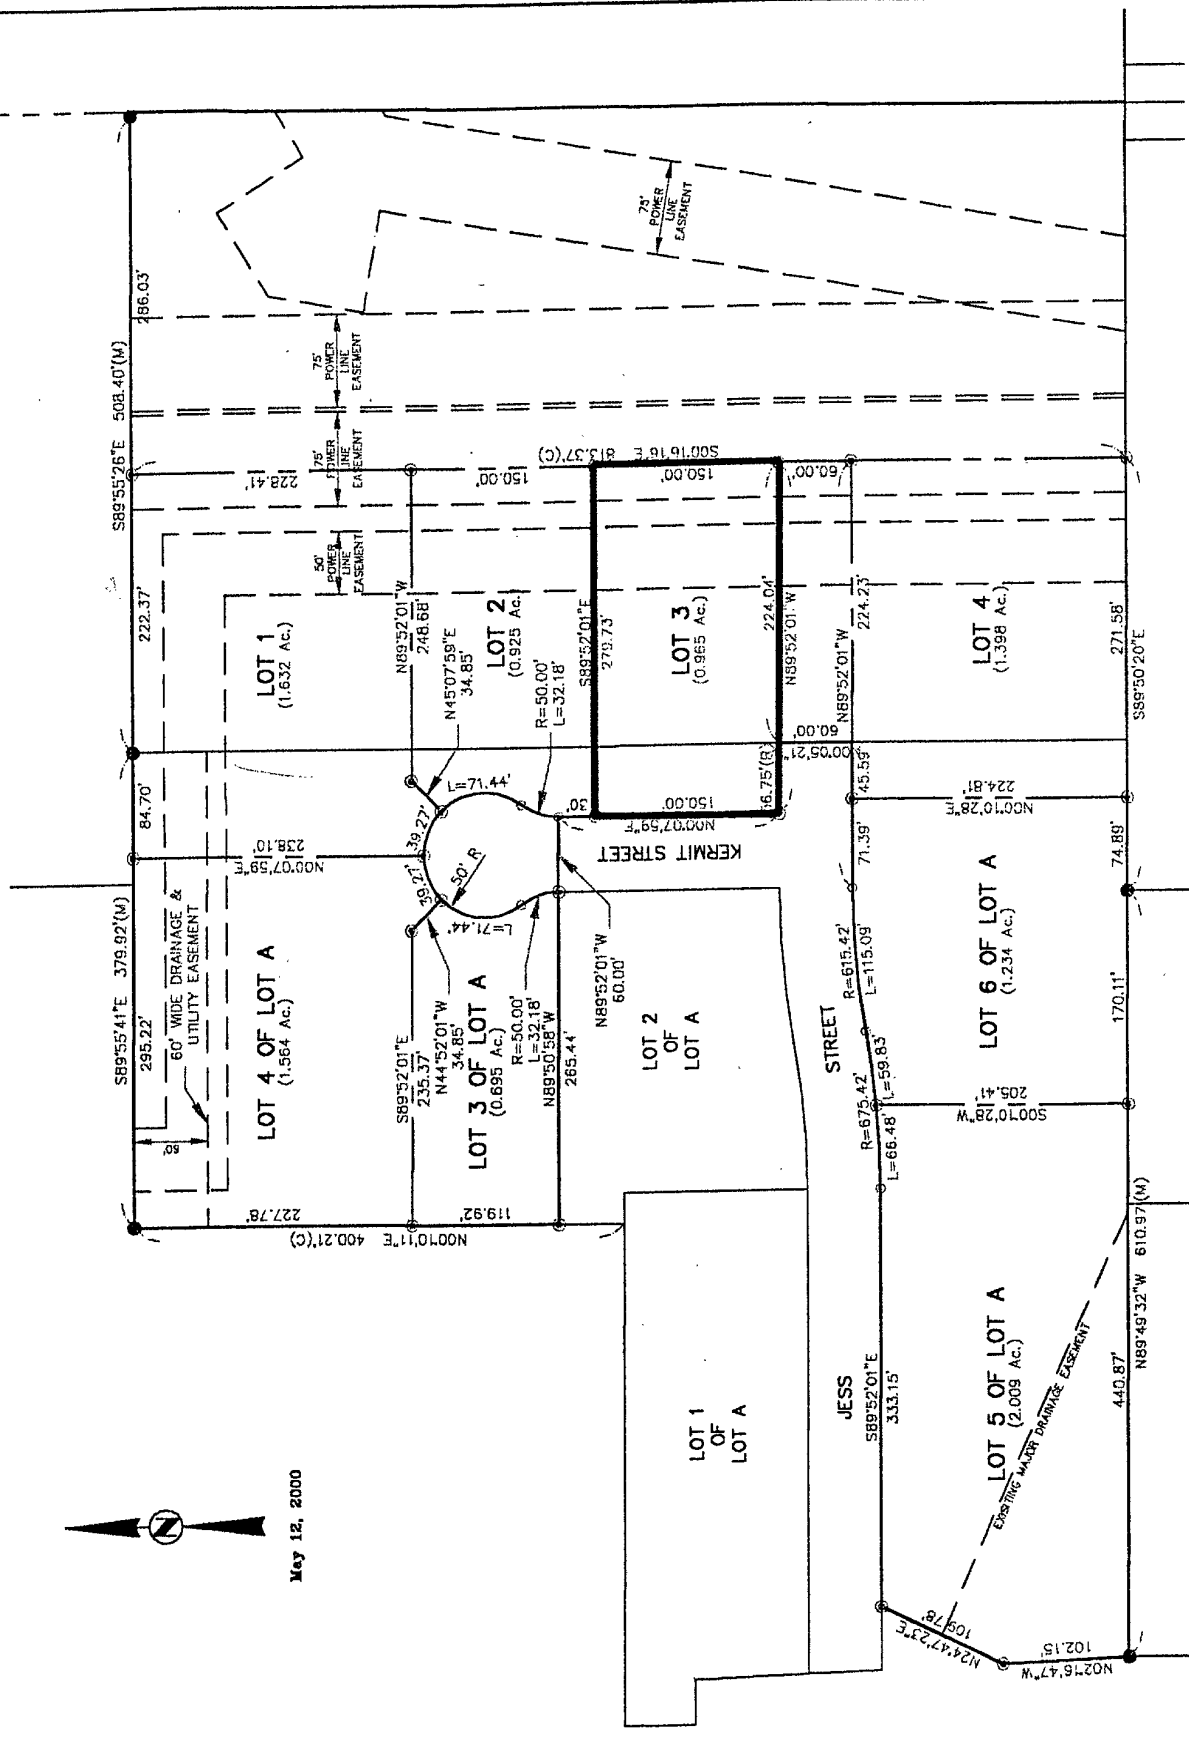 S89°55'41"E 379.92'(M)
295.22'
84.70'
222.37'
S89°55'26"E 508.40'(M)
286.03'
60' WIDE DRAINAGE &
UTILITY EASEMENT
60'
LOT 4 OF LOT A
(1.564 Ac.)
N00°07'59"E
238.10'
LOT 1
(1.632 Ac.)
228.41'
50'
POWER
LINE
EASEMENT
75'
POWER
LINE
EASEMENT
75'
POWER
LINE
EASEMENT
75'
POWER
LINE
EASEMENT
227.78'
N00°10'11"E 400.21'(C)
119.92'
S89°52'01"E
235.37'
N44°52'01"W
34.85'
39.27'
39.27'
50' R
L=71.44'
L=71.44'
N89°52'01"W
248.68'
N45°07'59"E
34.85'
LOT 3 OF LOT A
(0.695 Ac.)
R=50.00'
L=32.18'
N89°50'58"W
265.44'
N89°52'01"W
60.00'
LOT 2
(0.925 Ac.)
R=50.00'
L=32.18'
30'
150.00'
S00°16'16"E 813.37'(C)
S89°52'01"E
279.73'
LOT 3
(0.965 Ac.)
150.00'
N00°07'59"E
150.00'
KERMIT STREET
224.04'
N89°52'01"W
60.00'
60.00'
LOT 2
OF
LOT A
LOT 1
OF
LOT A
JESS
STREET
S89°52'01"E
333.15'
R=675.42'
L=66.48'
L=59.83'
R=615.42'
L=115.09'
71.39'
45.59'
N89°52'01"W
224.23'
LOT 4
(1.398 Ac.)
N00°10'28"E
224.81'
LOT 6 OF LOT A
(1.234 Ac.)
S00°10'28"W
205.41'
LOT 5 OF LOT A
(2.009 Ac.)
EXISTING MAJOR DRAINAGE EASEMENT
N24°47'23"E
109.78'
N02°16'47"W
102.15'
440.87'
N89°49'32"W 610.97'(M)
170.11'
74.89'
271.58'
S89°50'20"E
N
May 12, 2000